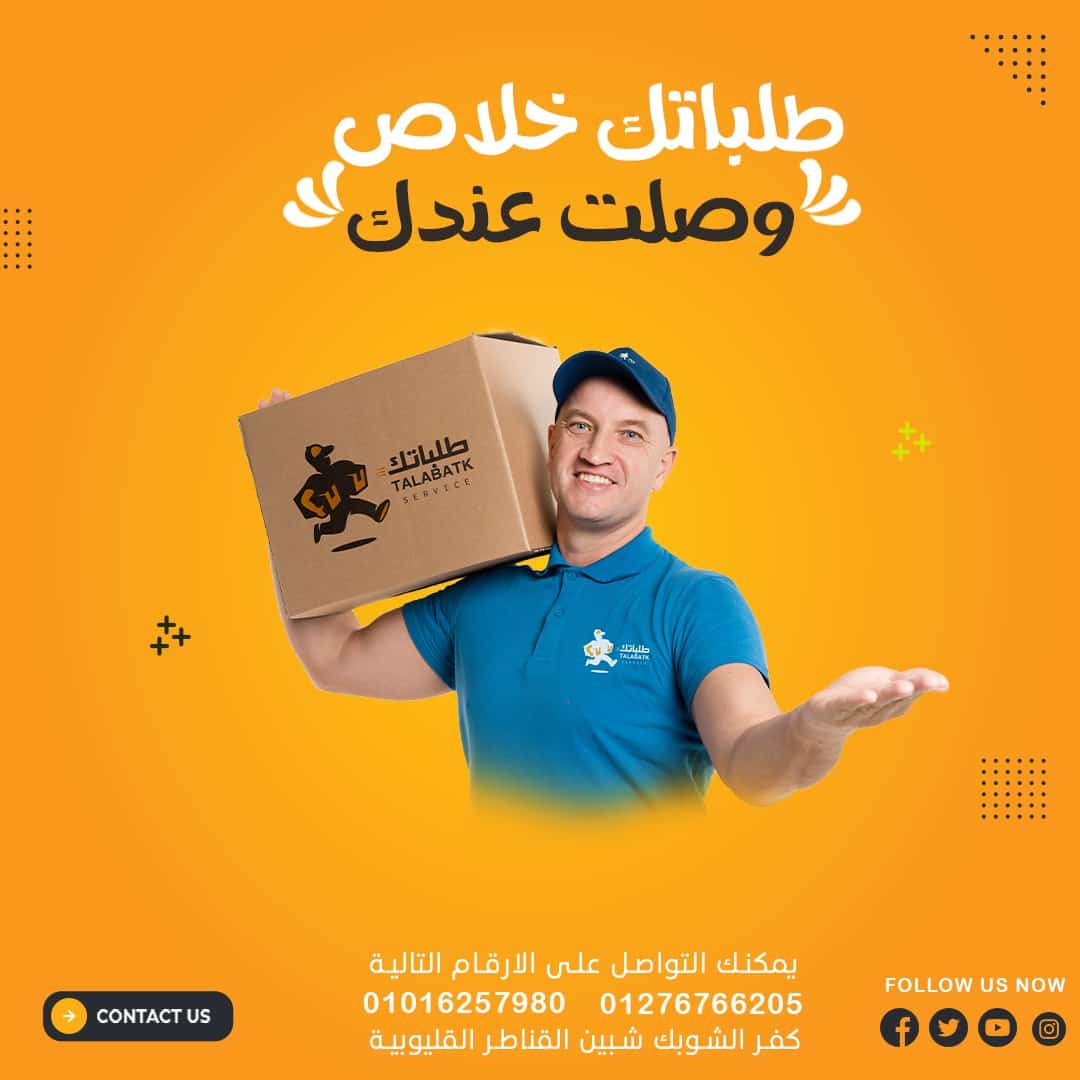 طلباتك خلاص
وصلت عندك
طلباتك
TALABATK
SERVICE
طلباتك
TALABATK
SERVICE
يمكنك التواصل على الارقام التالية
01016257980 01276766205
كفر الشوبك شبين القناطر القليوبية
CONTACT US
FOLLOW US NOW